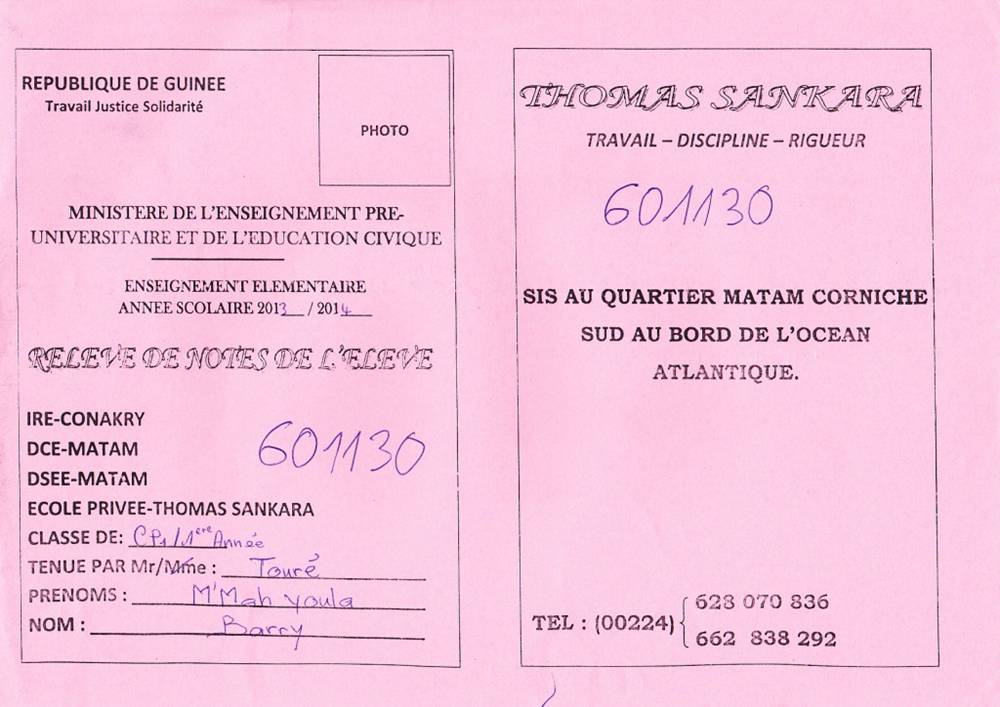 REPUBLIQUE DE GUINEE
Travail Justice Solidarité
PHOTO
MINISTERE DE L'ENSEIGNEMENT PRE-
UNIVERSITAIRE ET DE L'EDUCATION CIVIQUE
ENSEIGNEMENT ELEMENTAIRE
ANNEE SCOLAIRE 2013 / 2014
RELEVE DE NOTES DE L'ELEVE
IRE-CONAKRY
DCE-MATAM
DSEE-MATAM
601130
ECOLE PRIVEE-THOMAS SANKARA
CLASSE DE: CP1/1ere Année
TENUE PAR Mr/Mme : Touré
PRENOMS : M'Mah youla
NOM : Barry
THOMAS SANKARA
TRAVAIL – DISCIPLINE – RIGUEUR
601130
SIS AU QUARTIER MATAM CORNICHE
SUD AU BORD DE L'OCEAN
ATLANTIQUE.
TEL : (00224) 628 070 836
662 838 292